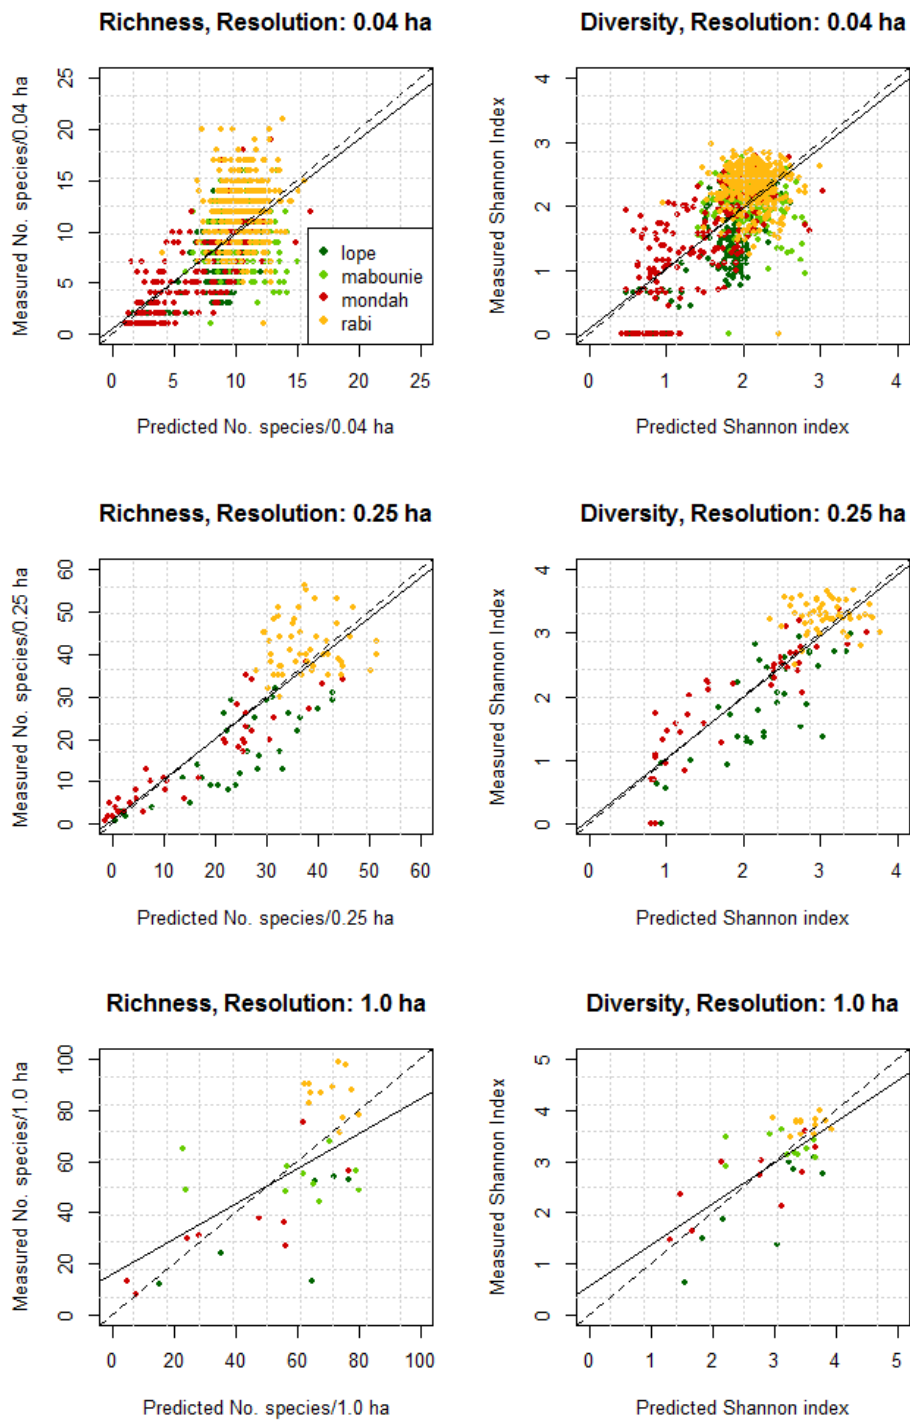 Richness, Resolution: 0.04 ha
Measured No. species/0.04 ha
25
20
15
10
5
0
lope
mabounie
mondah
rabi
0 5 10 15 20 25
Predicted No. species/0.04 ha
Diversity, Resolution: 0.04 ha
Measured Shannon Index
4
3
2
1
0
0 1 2 3 4
Predicted Shannon index
Richness, Resolution: 0.25 ha
Measured No. species/0.25 ha
60
50
40
30
20
10
0
0 10 20 30 40 50 60
Predicted No. species/0.25 ha
Diversity, Resolution: 0.25 ha
Measured Shannon Index
4
3
2
1
0
0 1 2 3 4
Predicted Shannon index
Richness, Resolution: 1.0 ha
Measured No. species/1.0 ha
100
80
60
40
20
0
0 20 40 60 80 100
Predicted No. species/1.0 ha
Diversity, Resolution: 1.0 ha
Measured Shannon Index
5
4
3
2
1
0
0 1 2 3 4 5
Predicted Shannon index